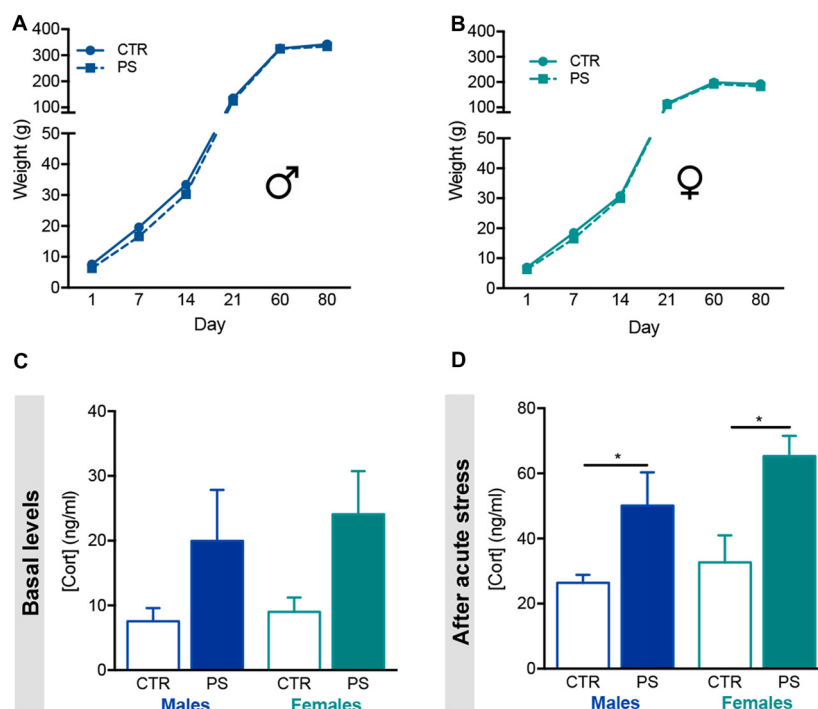 A
400
300
200
100
50
40
30
20
10
0
Weight (g)
CTR
PS
♂
1 7 14 21 60 80
Day
B
400
300
200
100
50
40
30
20
10
0
Weight (g)
CTR
PS
♀
1 7 14 21 60 80
Day
C
Basal levels
[Cort] (ng/ml)
40
30
20
10
0
CTR PS CTR PS
Males Females
D
After acute stress
[Cort] (ng/ml)
80
60
40
20
0
* *
CTR PS CTR PS
Males Females